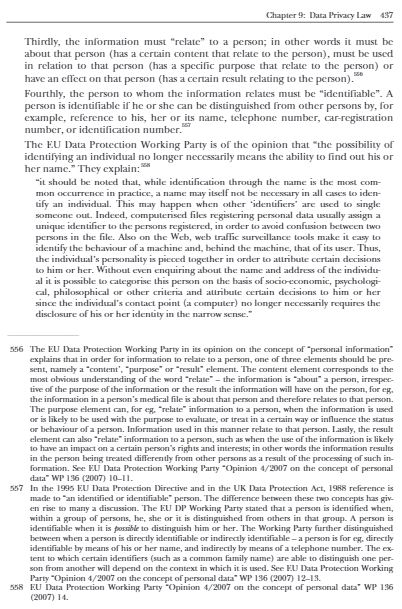 Chapter 9: Data Privacy Law 437
Thirdly, the information must “relate” to a person; in other words it must be
about that person (has a certain content that relate to the person), must be used
in relation to that person (has a specific purpose that relate to the person) or
have an effect on that person (has a certain result relating to the person).556
Fourthly, the person to whom the information relates must be “identifiable”. A
person is identifiable if he or she can be distinguished from other persons by, for
example, reference to his, her or its name, telephone number, car-registration
number, or identification number.557
The EU Data Protection Working Party is of the opinion that “the possibility of
identifying an individual no longer necessarily means the ability to find out his or
her name.” They explain:558
“it should be noted that, while identification through the name is the most com-
mon occurrence in practice, a name may itself not be necessary in all cases to iden-
tify an individual. This may happen when other ‘identifiers’ are used to single
someone out. Indeed, computerised files registering personal data usually assign a
unique identifier to the persons registered, in order to avoid confusion between two
persons in the file. Also on the Web, web traffic surveillance tools make it easy to
identify the behaviour of a machine and, behind the machine, that of its user. Thus,
the individual’s personality is pieced together in order to attribute certain decisions
to him or her. Without even enquiring about the name and address of the individu-
al it is possible to categorise this person on the basis of socio-economic, psychologi-
cal, philosophical or other criteria and attribute certain decisions to him or her
since the individual’s contact point (a computer) no longer necessarily requires the
disclosure of his or her identity in the narrow sense.”
556 The EU Data Protection Working Party in its opinion on the concept of “personal information”
explains that in order for information to relate to a person, one of three elements should be pre-
sent, namely a “content’, “purpose” or “result” element. The content element corresponds to the
most obvious understanding of the word “relate” – the information is “about” a person, irrespec-
tive of the purpose of the information or the result the information will have on the person, for eg,
the information in a person’s medical file is about that person and therefore relates to that person.
The purpose element can, for eg, “relate” information to a person, when the information is used
or is likely to be used with the purpose to evaluate, or treat in a certain way or influence the status
or behaviour of a person. Information used in this manner relate to that person. Lastly, the result
element can also “relate” information to a person, such as when the use of the information is likely
to have an impact on a certain person’s rights and interests; in other words the information results
in the person being treated differently from other persons as a result of the processing of such in-
formation. See EU Data Protection Working Party “Opinion 4/2007 on the concept of personal
data” WP 136 (2007) 10–11.
557 In the 1995 EU Data Protection Directive and in the UK Data Protection Act, 1988 reference is
made to “an identified or identifiable” person. The difference between these two concepts has giv-
en rise to many a discussion. The EU DP Working Party stated that a person is identified when,
within a group of persons, he, she or it is distinguished from others in that group. A person is
identifiable when it is possible to distinguish him or her. The Working Party further distinguished
between when a person is directly identifiable or indirectly identifiable – a person is for eg, directly
identifiable by means of his or her name, and indirectly by means of a telephone number. The ex-
tent to which certain identifiers (such as a common family name) are able to distinguish one per-
son from another will depend on the context in which it is used. See EU Data Protection Working
Party “Opinion 4/2007 on the concept of personal data” WP 136 (2007) 12–13.
558 EU Data Protection Working Party “Opinion 4/2007 on the concept of personal data” WP 136
(2007) 14.